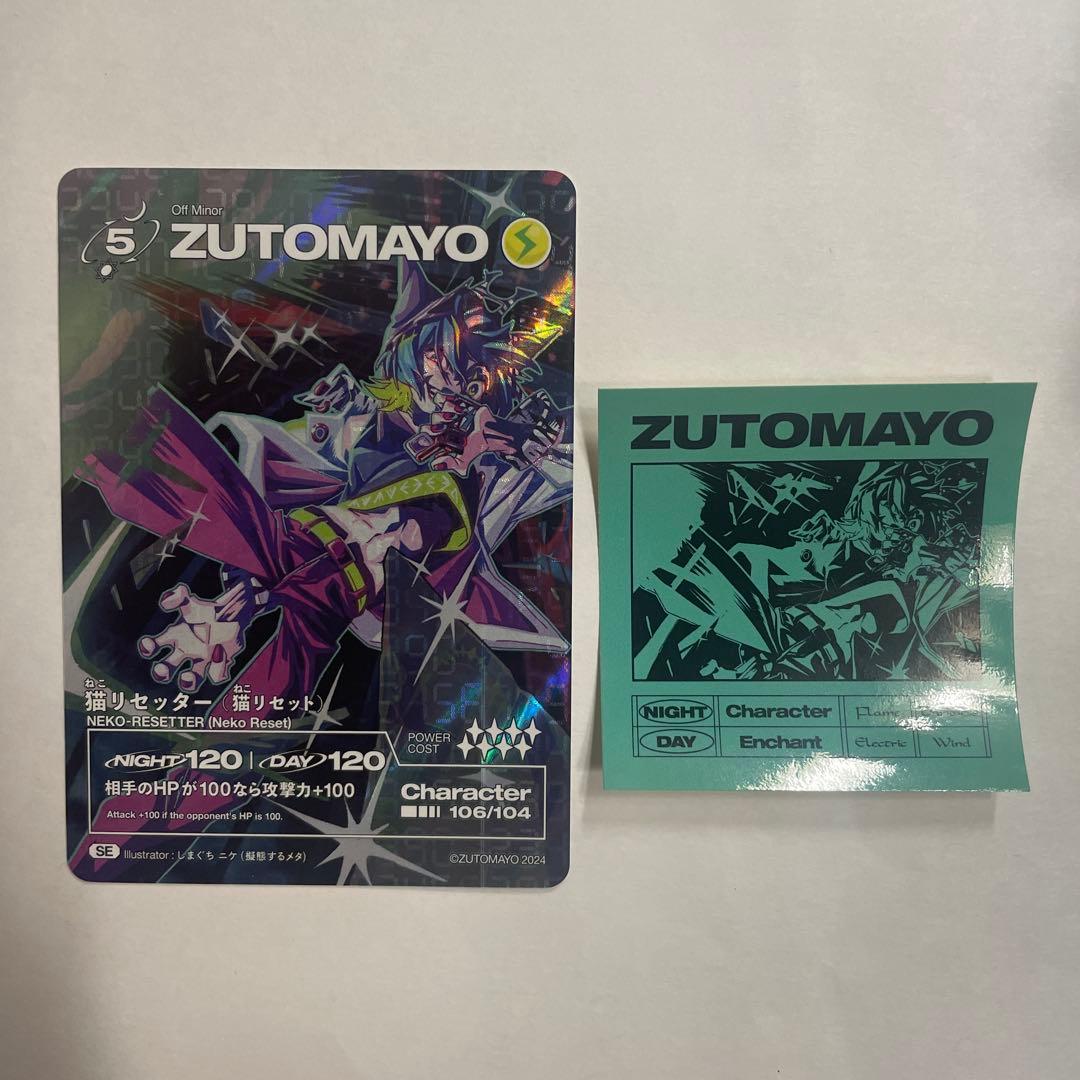 Off Minor
5 ZUTOMAYO
ねこ ねこ
猫リセッター (猫リセット)
NEKO-RESETTER (Neko Reset)
POWER
COST
NIGHT 120 | DAY 120
相手のHPが100なら攻撃力+100
Attack +100 if the opponent's HP is 100.
Character
106/104
SE Illustrator : しまぐち ニケ (擬態するメタ)
©ZUTOMAYO 2024
ZUTOMAYO
NIGHT Character Flame
DAY Enchant Electric Wind